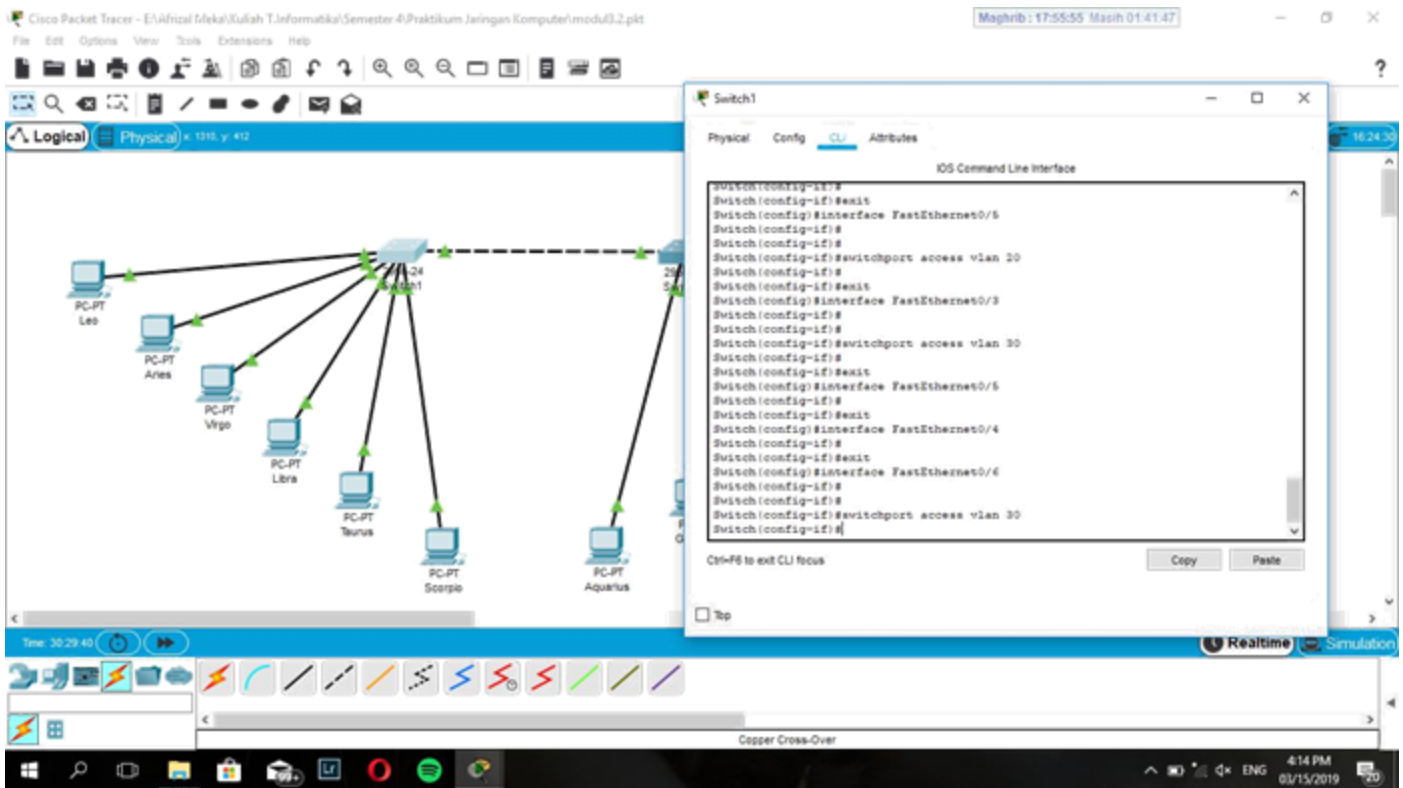 Cisco Packet Tracer - E:\Afrizal Meka\Kuliah T.Informatika\Semester 4\Praktikum Jaringan Komputer\modul3.2.pkt
Maghrib : 17:55:55 Masih 01:41:47
File Edit Options View Tools Extensions Help
?
Logical Physical x: 1310, y: 412
16:24:30
PC-PT
Leo
PC-PT
Aries
PC-PT
Virgo
PC-PT
Libra
PC-PT
Taurus
PC-PT
Scorpio
PC-PT
Aquarius
Switch1
Physical Config CLI Attributes
IOS Command Line Interface
Switch(config-if)#
Switch(config-if)#exit
Switch(config)#interface FastEthernet0/5
Switch(config-if)#
Switch(config-if)#
Switch(config-if)#switchport access vlan 20
Switch(config-if)#
Switch(config-if)#exit
Switch(config)#interface FastEthernet0/3
Switch(config-if)#
Switch(config-if)#
Switch(config-if)#switchport access vlan 30
Switch(config-if)#
Switch(config-if)#exit
Switch(config)#interface FastEthernet0/5
Switch(config-if)#
Switch(config-if)#exit
Switch(config)#interface FastEthernet0/4
Switch(config-if)#
Switch(config-if)#exit
Switch(config)#interface FastEthernet0/6
Switch(config-if)#
Switch(config-if)#
Switch(config-if)#switchport access vlan 30
Switch(config-if)#
Ctrl+F6 to exit CLI focus
Copy Paste
Top
Time: 30:29:40
Realtime Simulation
Copper Cross-Over
99+
Lr
ENG
4:14 PM
03/15/2019
20